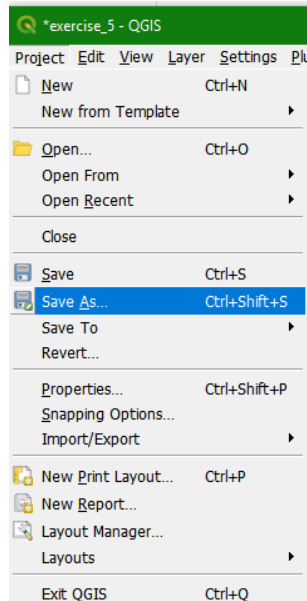 *exercise_5 - QGIS
Project Edit View Layer Settings
New Ctrl+N
New from Template
Open... Ctrl+O
Open From
Open Recent
Close
Save Ctrl+S
Save As... Ctrl+Shift+S
Save To
Revert...
Properties... Ctrl+Shift+P
Snapping Options...
Import/Export
New Print Layout... Ctrl+P
New Report...
Layout Manager...
Layouts
Exit QGIS Ctrl+Q